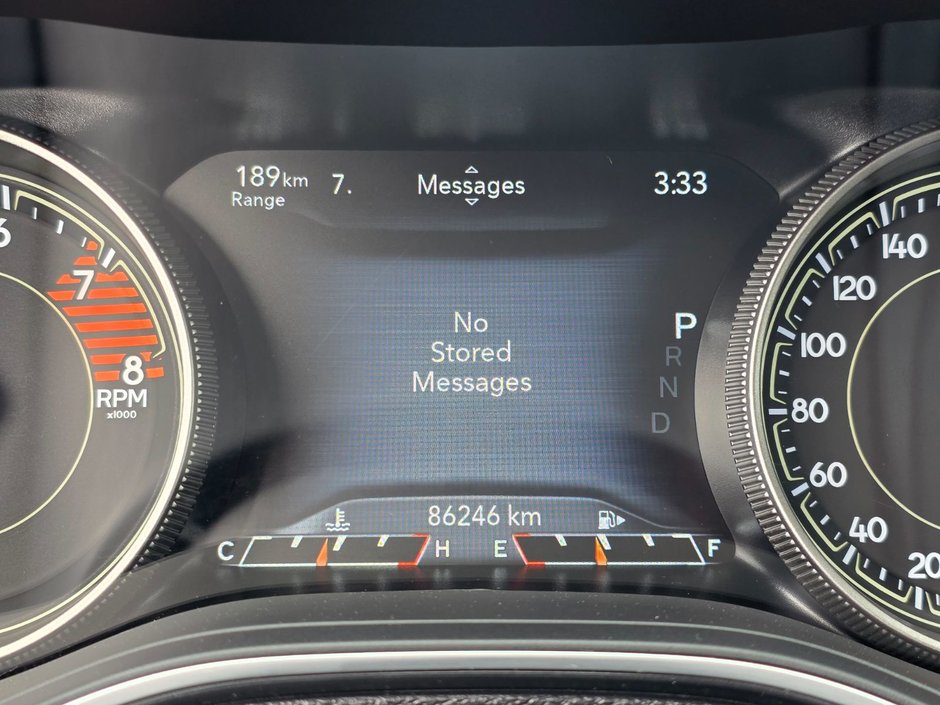 189km
Range
7.
Messages
3:33
No
Stored
Messages
P
R
N
D
86246 km
C
H
E
F
6
7
8
RPM
x1000
140
120
100
80
60
40
20